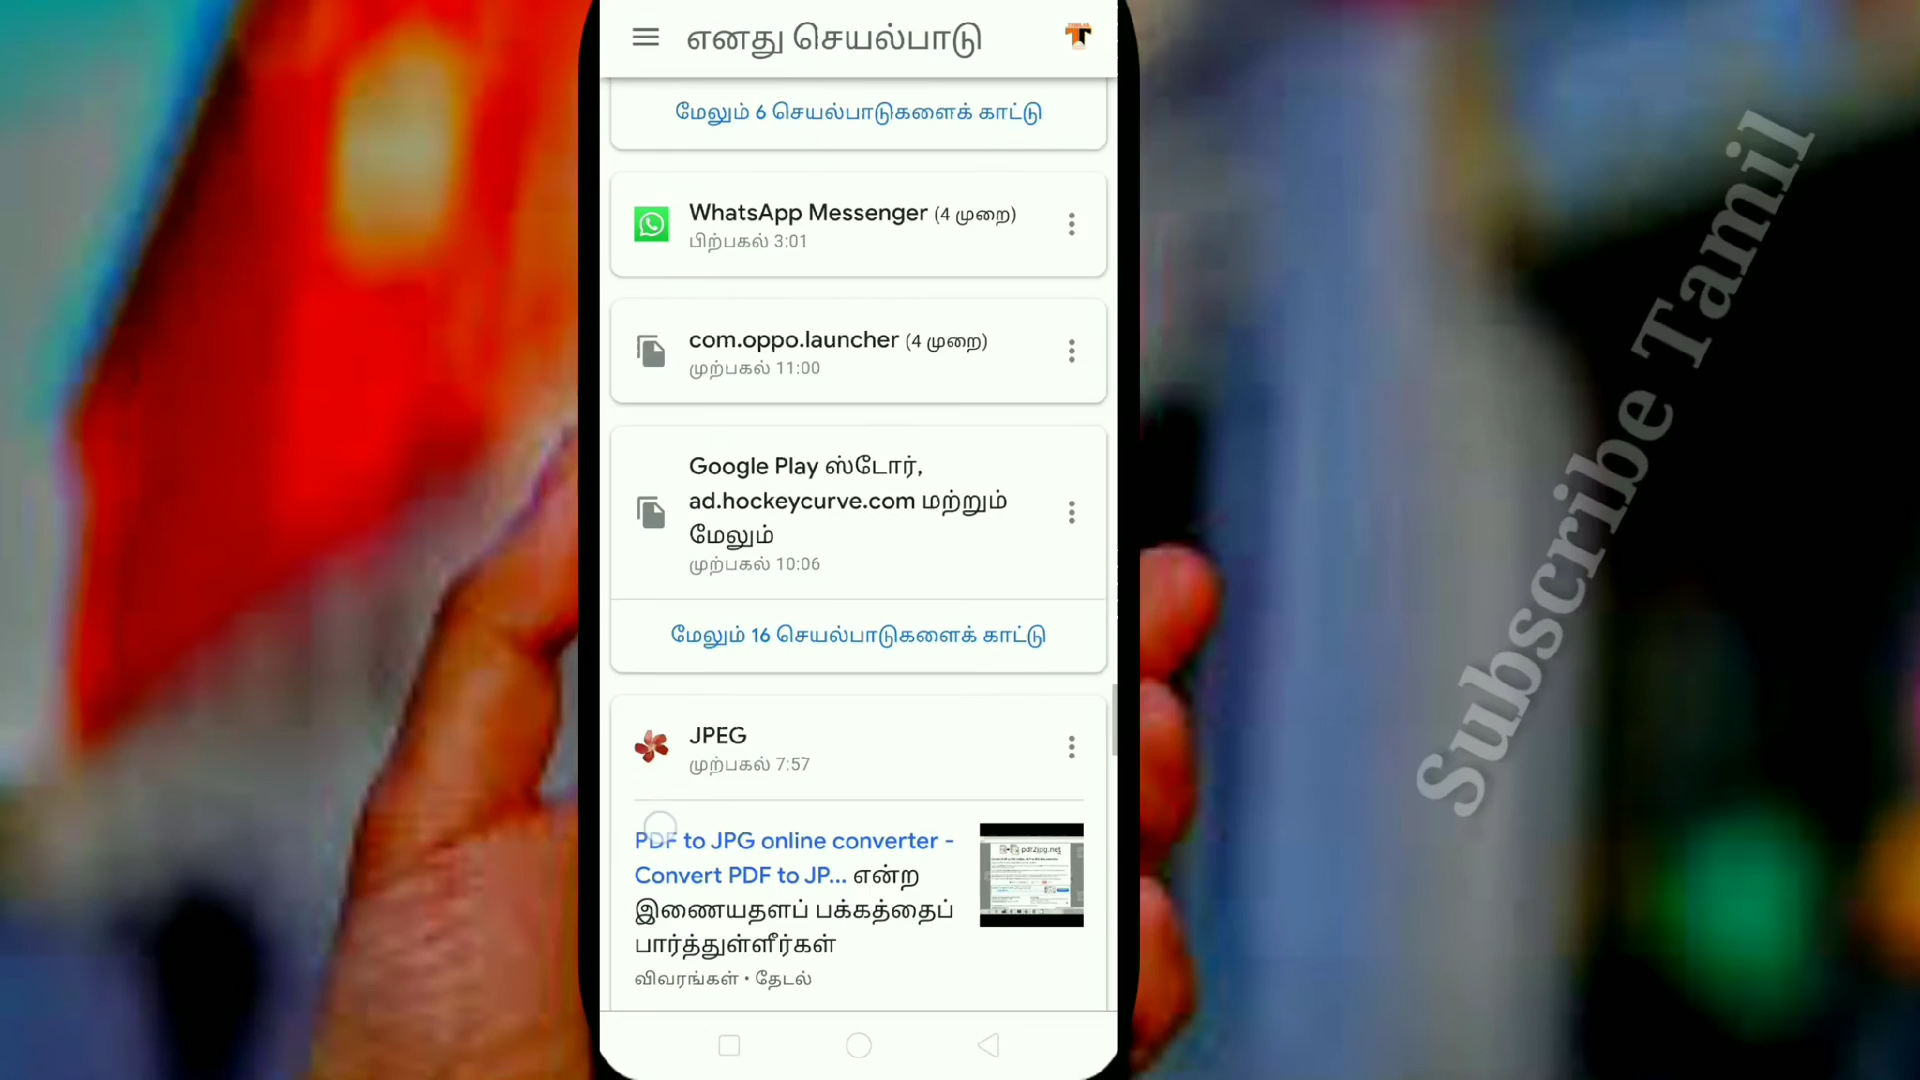 எனது செயல்பாடு
மேலும் 6 செயல்பாடுகளைக் காட்டு
WhatsApp Messenger (4 முறை)
பிற்பகல் 3:01
com.oppo.launcher (4 முறை)
முற்பகல் 11:00
Google Play ஸ்டோர்,
ad.hockeycurve.com மற்றும்
மேலும்
முற்பகல் 10:06
மேலும் 16 செயல்பாடுகளைக் காட்டு
JPEG
முற்பகல் 7:57
PDF to JPG online converter -
Convert PDF to JP... என்ற
இணையதளப் பக்கத்தைப்
பார்த்துள்ளீர்கள்
விவரங்கள் • தேடல்
pdf2jpg.net
Subscribe Tamil